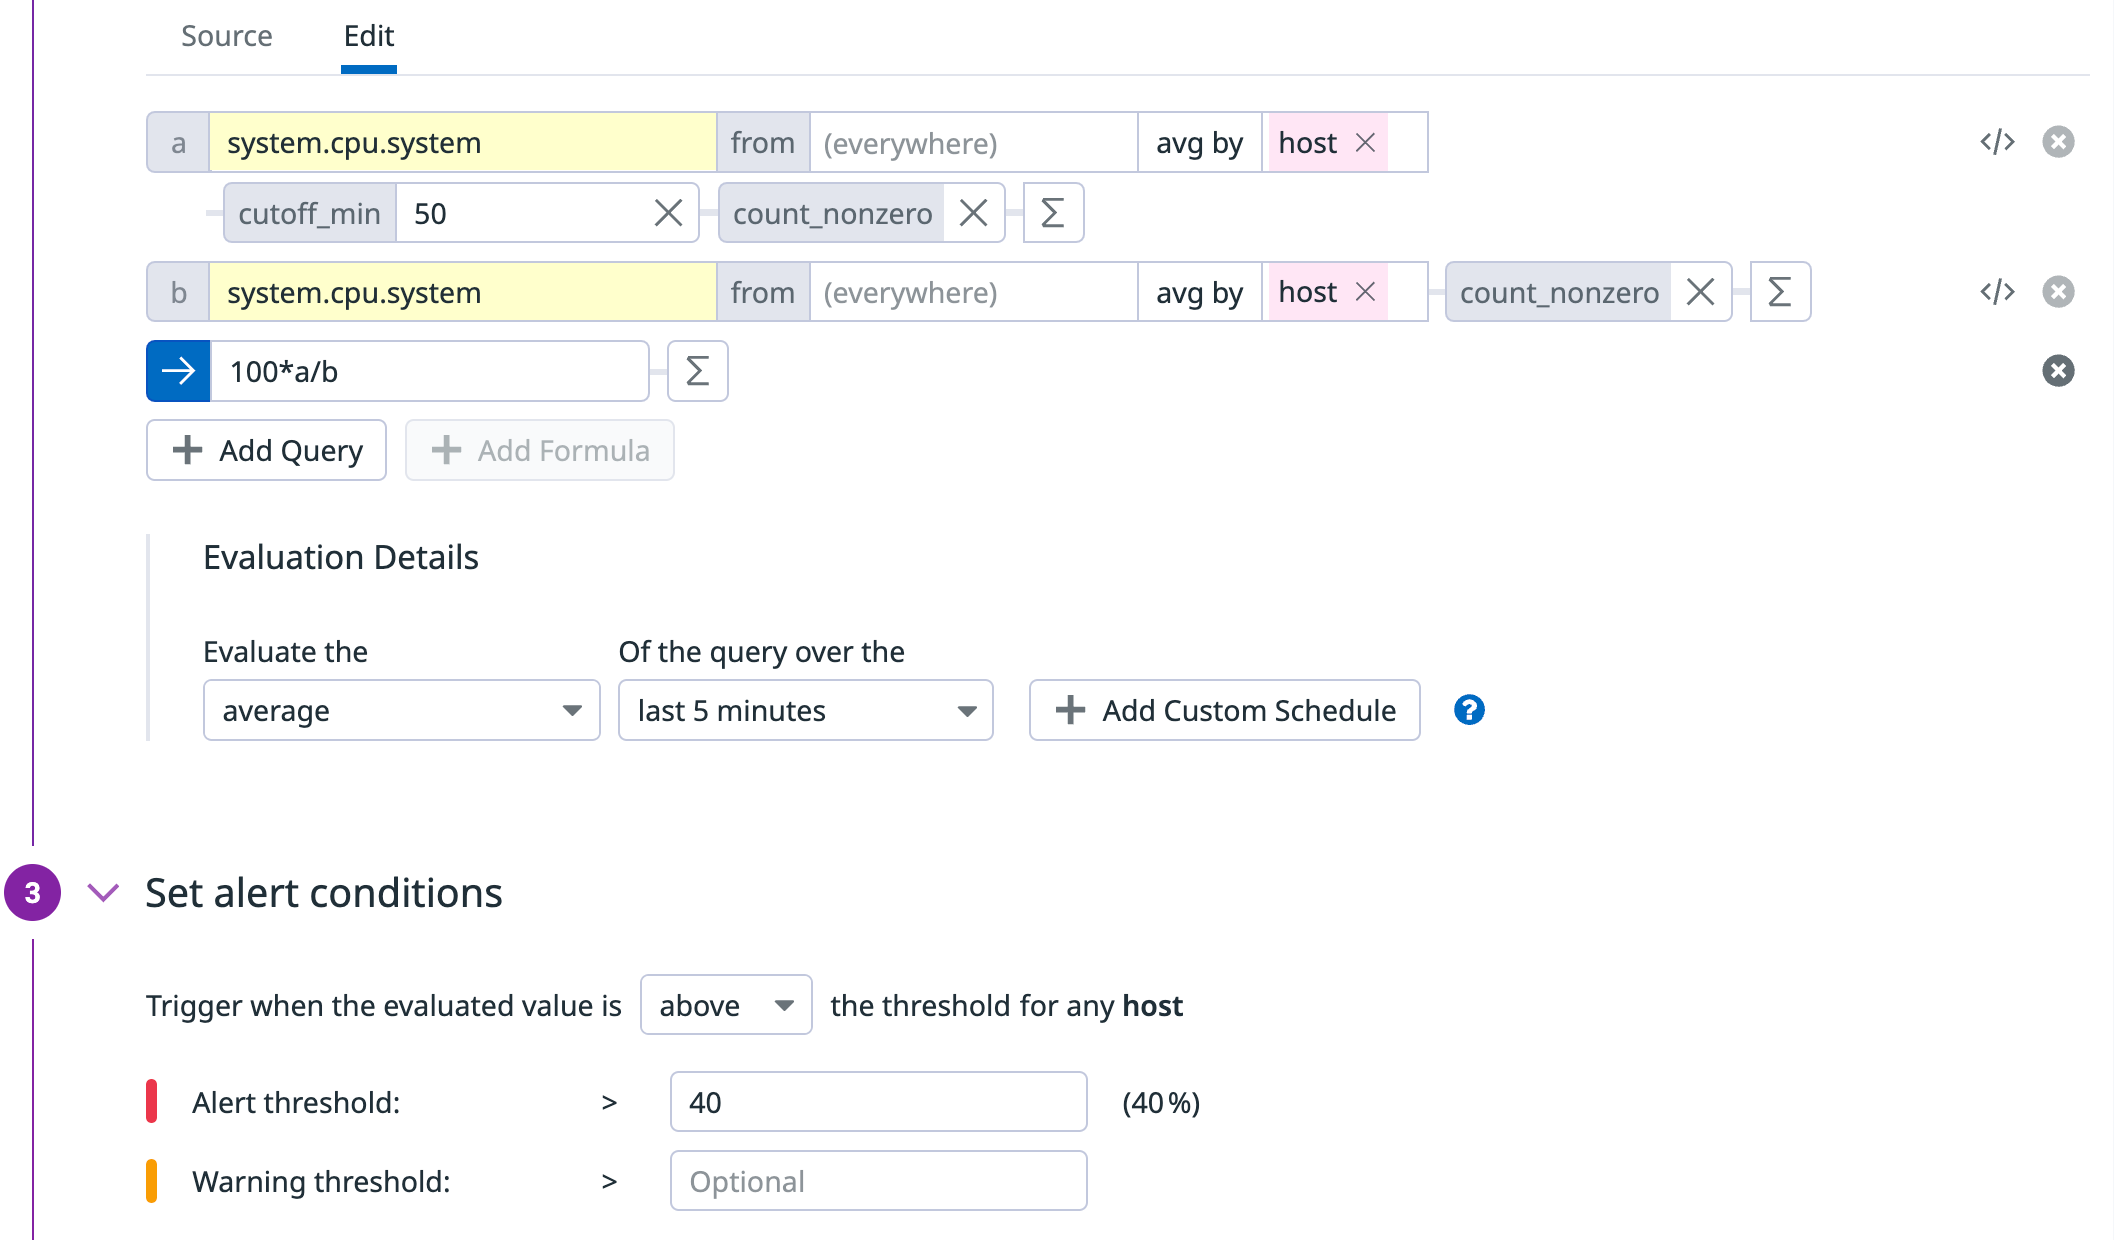 Source Edit
a system.cpu.system from (everywhere) avg by host
cutoff_min 50 count_nonzero Σ
b system.cpu.system from (everywhere) avg by host count_nonzero Σ
100*a/b Σ
Add Query Add Formula
Evaluation Details
Evaluate the Of the query over the
average last 5 minutes Add Custom Schedule ?
3 Set alert conditions
Trigger when the evaluated value is above the threshold for any host
Alert threshold: > 40 (40%)
Warning threshold: > Optional